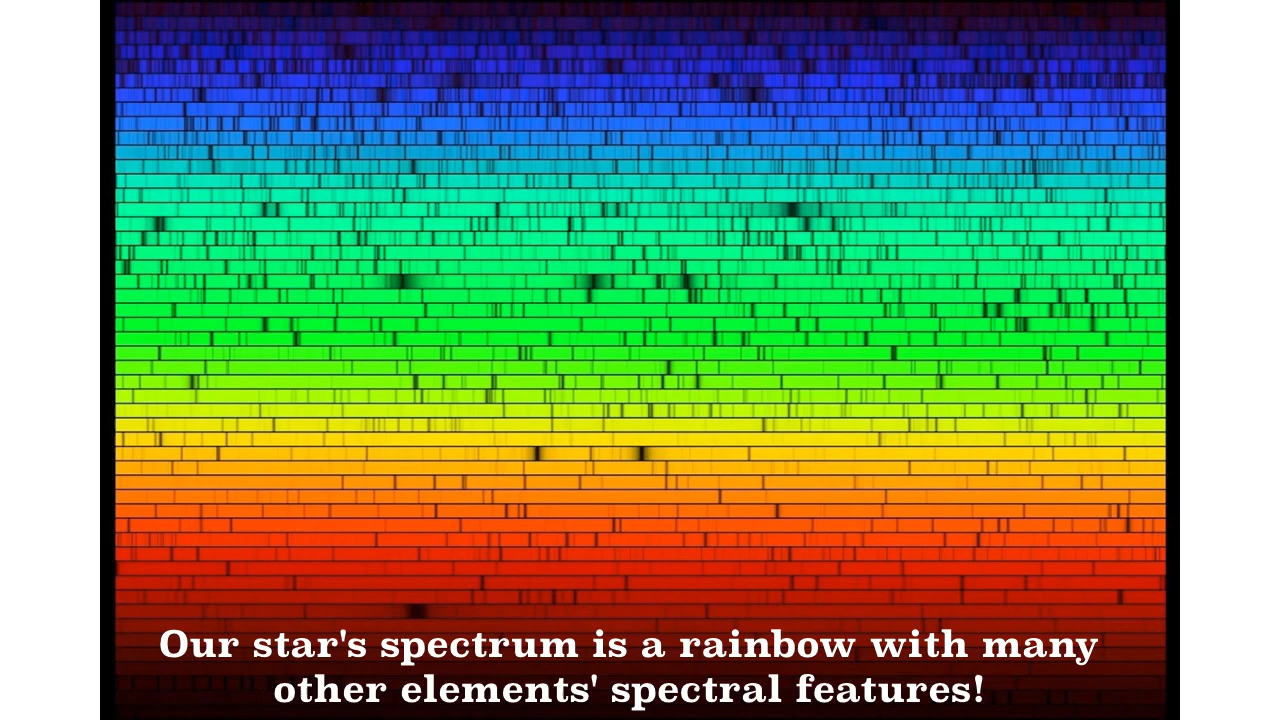 Our star's spectrum is a rainbow with many
other elements' spectral features!